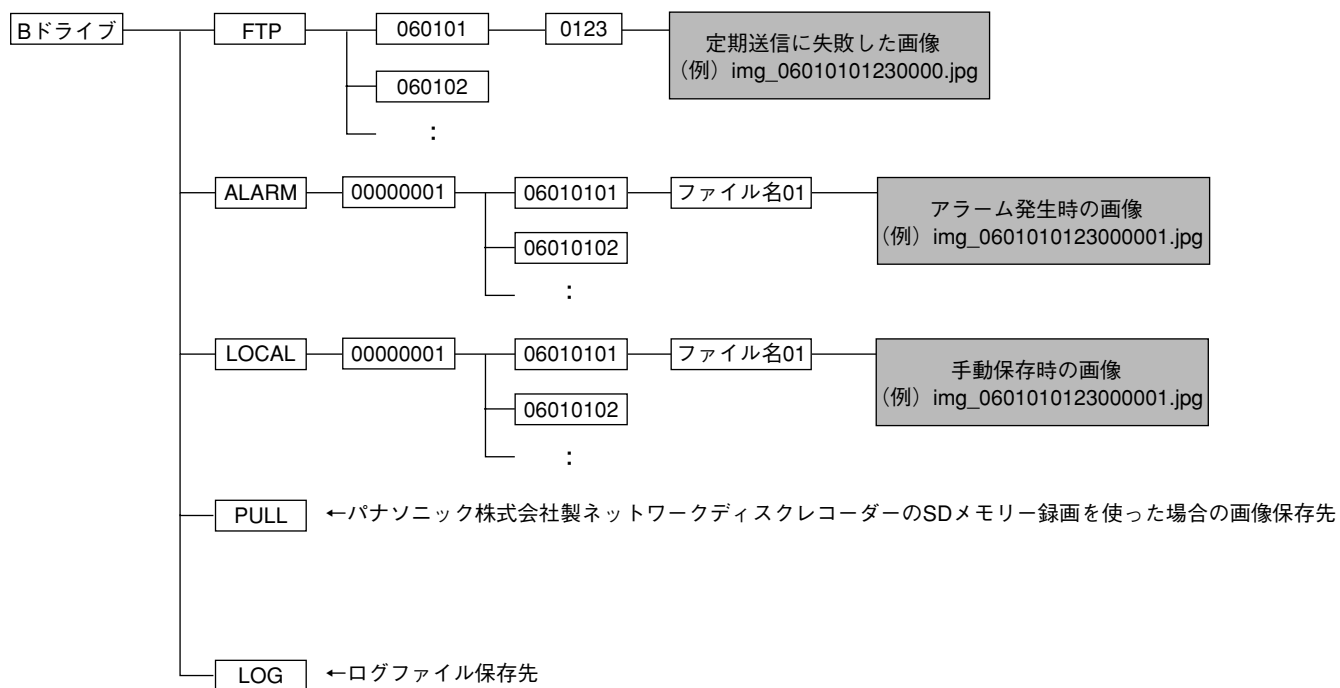 Bドライブ
FTP
060101
0123
定期送信に失敗した画像
（例）img_06010101230000.jpg
060102
：
ALARM
00000001
06010101
ファイル名01
アラーム発生時の画像
（例）img_0601010123000001.jpg
06010102
：
LOCAL
00000001
06010101
ファイル名01
手動保存時の画像
（例）img_0601010123000001.jpg
06010102
：
PULL
←パナソニック株式会社製ネットワークディスクレコーダーのSDメモリー録画を使った場合の画像保存先
LOG
←ログファイル保存先